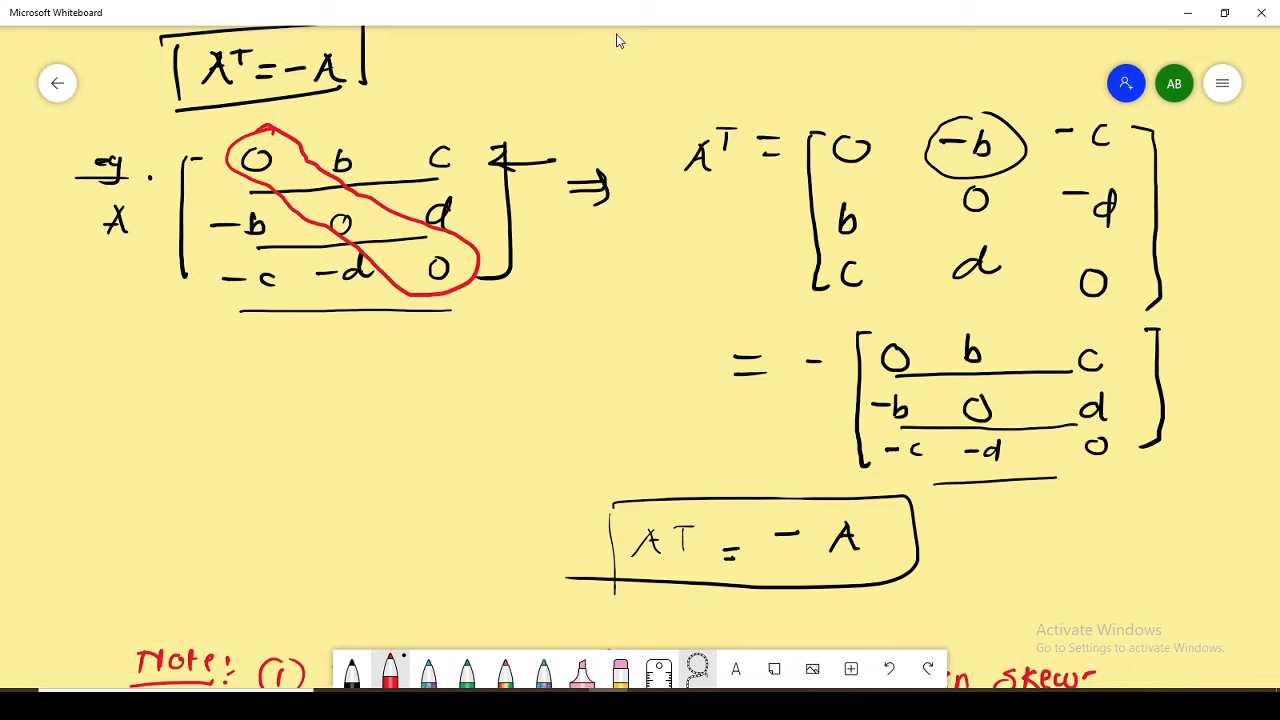 Microsoft Whiteboard
A^T = - A
AB
eg . A [ 0 b c
-b 0 d
-c -d 0 ] ⇒
A^T = [ 0 -b -c
b 0 -d
c d 0 ]
= - [ 0 b c
-b 0 d
-c -d 0 ]
AT = - A
Activate Windows
Go to Settings to activate Windows.
Note: (1) skew-
A